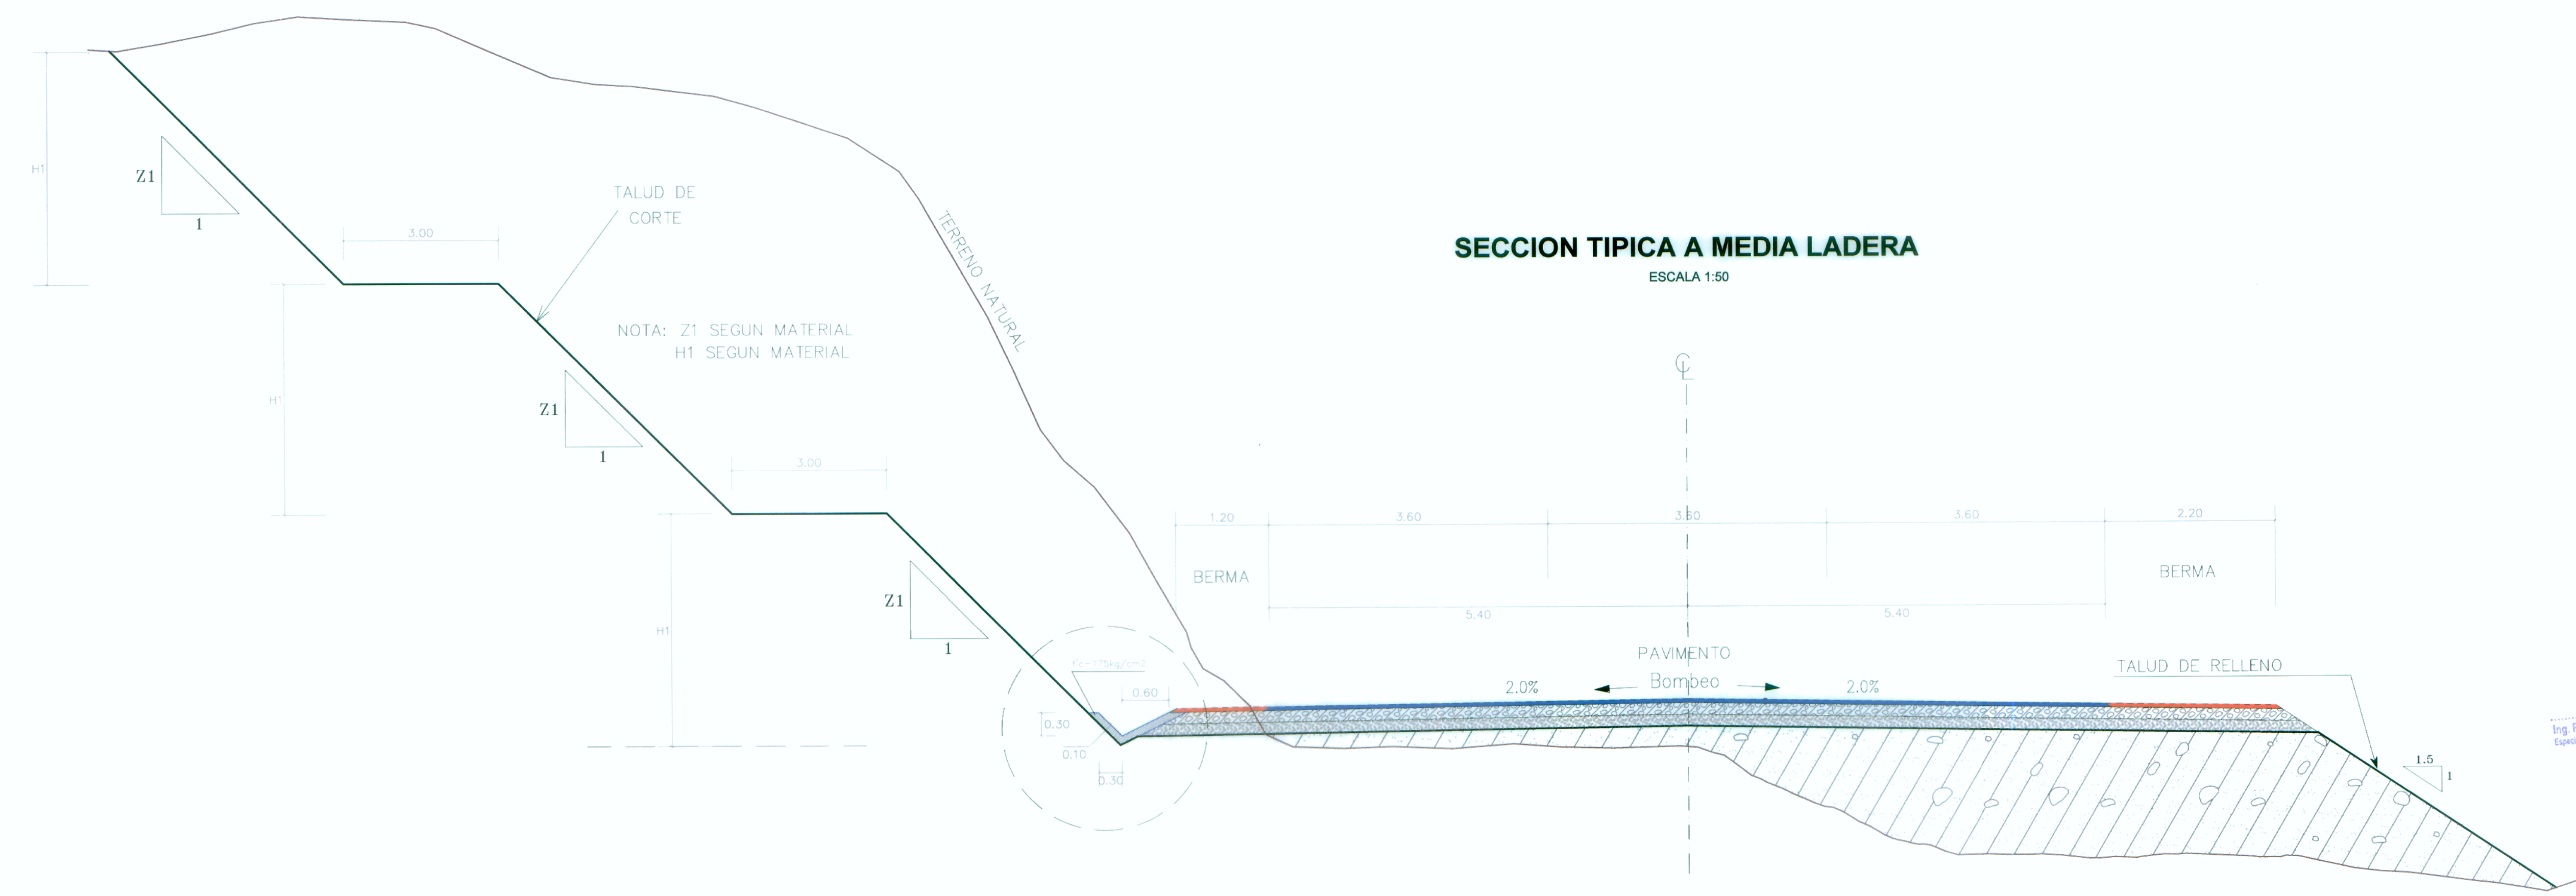 SECCION TIPICA A MEDIA LADERA
ESCALA 1:50
H1
Z1
1
3.00
TALUD DE
CORTE
TERRENO NATURAL
NOTA: Z1 SEGUN MATERIAL
H1 SEGUN MATERIAL
H1
Z1
1
3.00
H1
Z1
1
0.60
0.30
0.10
0.30
CL
1.20
3.60
3.60
3.60
2.20
BERMA
BERMA
5.40
5.40
PAVIMENTO
2.0%
Bombeo
2.0%
TALUD DE RELLENO
1.5
1
Ing.